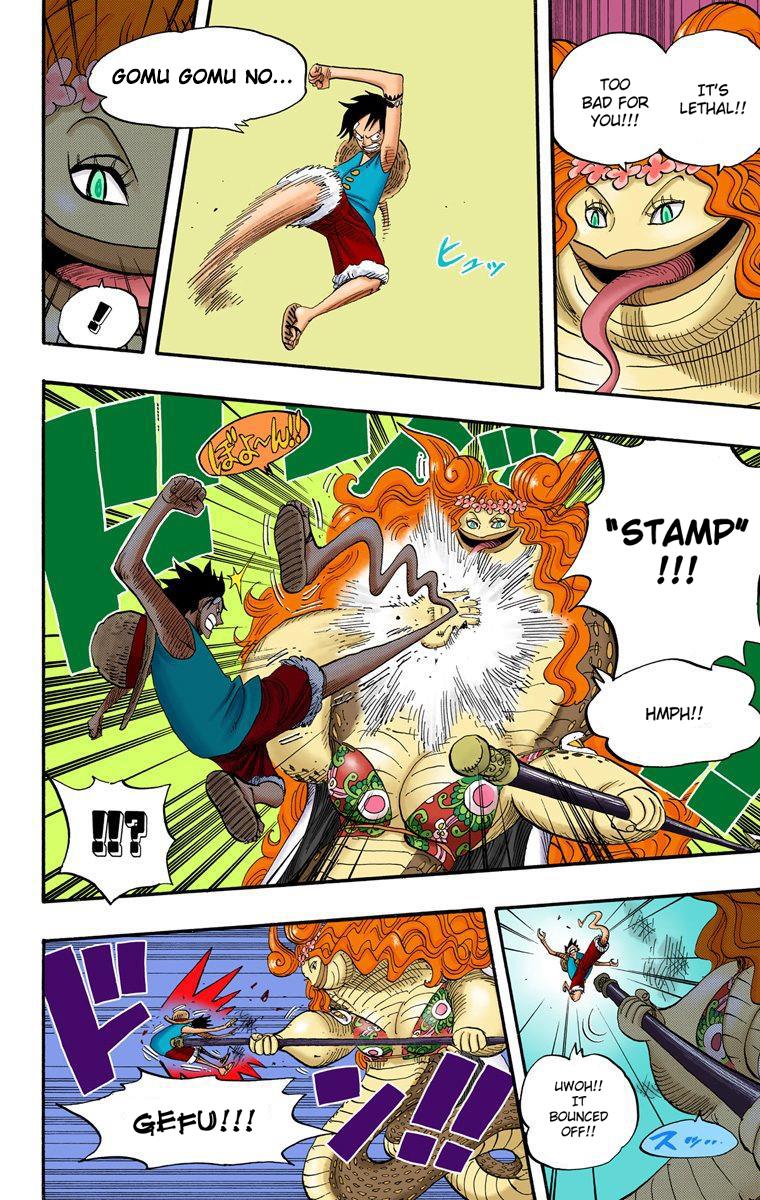 IT'S
LETHAL!!
TOO
BAD FOR
YOU!!!
GOMU GOMU NO...
ヒュッ
!
"STAMP"
!!!
ぼよ〜ん!!
HMPH!!
!!?
UWOH!!
IT
BOUNCED
OFF!!
スッ...
ドン!!
GEFU!!!